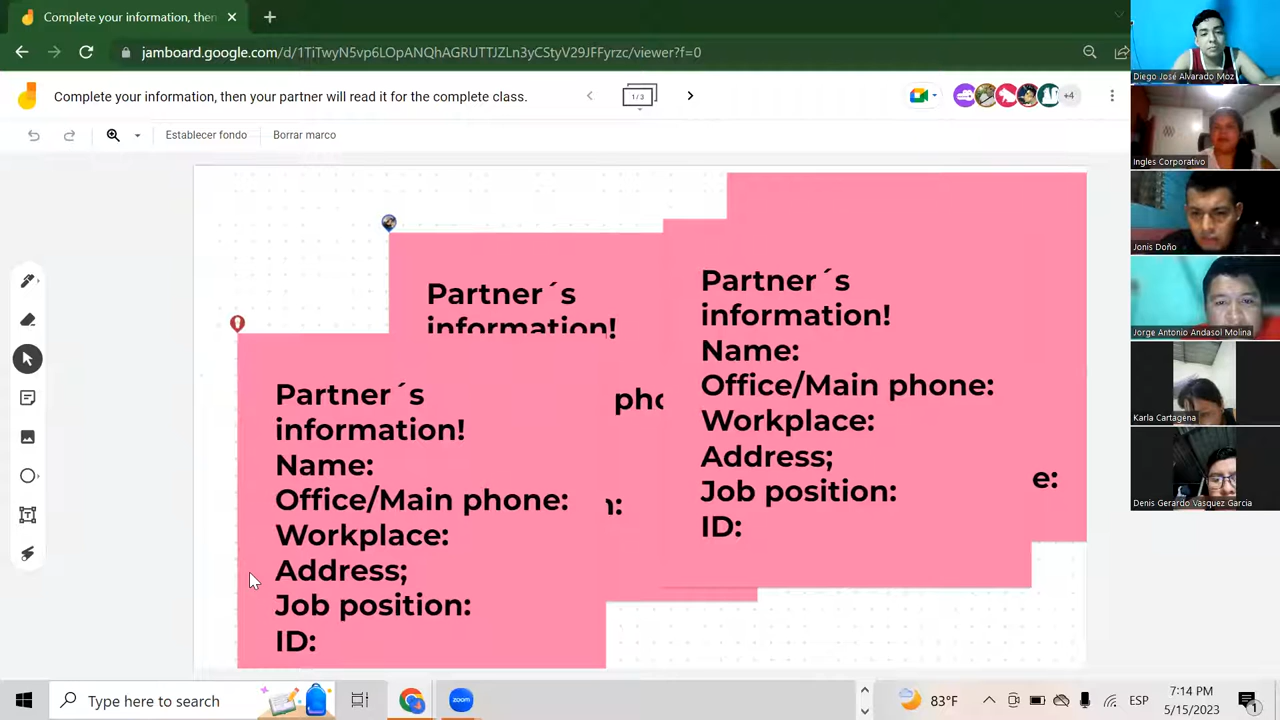 Complete your information, then
jamboard.google.com/d/1TiTwyN5vp6LOpANQhAGRUTTJZLn3yCStyV29JFFyrzc/viewer?f=0
Complete your information, then your partner will read it for the complete class.
1/3
+4
Establecer fondo
Borrar marco
Partner´s
information!
pho
n:
Partner´s
information!
Name:
Office/Main phone:
Workplace:
Address;
Job position:
ID:
e:
Partner´s
information!
Name:
Office/Main phone:
Workplace:
Address;
Job position:
ID:
Diego José Alvarado Moz
Ingles Corporativo
Jonis Doño
Jorge Antonio Andasol Molina
Karla Cartagena
Denis Gerardo Vasquez Garcia
Type here to search
zoom
83°F
ESP
7:14 PM
5/15/2023
1